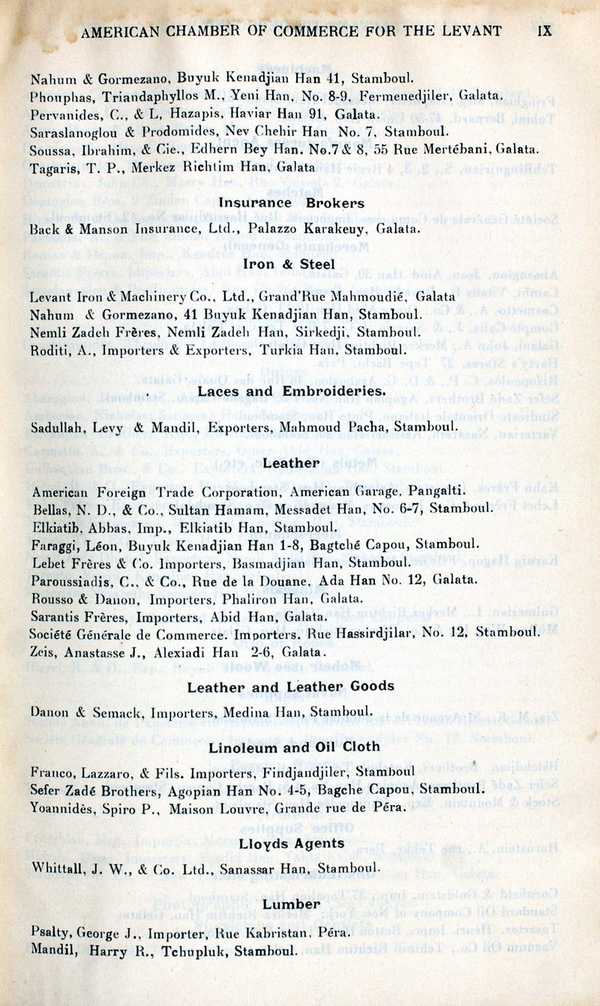 AMERICAN CHAMBER OF COMMERCE FOR THE LEVANT IX
Nahum & Gormezano, Buyuk Kenadjian Han 41, Stamboul.
Phouphas, Triandaphyllos M., Yeni Han, No. 8-9, Fermenedjiler, Galata.
Pervanides, C., & L, Hazapis, Haviar Han 91, Galata.
Saraslanoglou & Prodomides, Nev Chehir Han No. 7, Stamboul.
Soussa, Ibrahim, & Cie., Edhern Bey Han. No.7 & 8, 55 Rue Mertébani, Galata.
Tagaris, T. P., Merkez Richtim Han, Galata
Insurance Brokers
Back & Manson Insurance, Ltd., Palazzo Karakeuy, Galata.
Iron & Steel
Levant Iron & Machinery Co., Ltd., Grand'Rue Mahmoudié, Galata
Nahum & Gormezano, 41 Buyuk Kenadjian Han, Stamboul.
Nemli Zadeh Frères, Nemli Zadeh Han, Sirkedji, Stamboul.
Roditi, A., Importers & Exporters, Turkia Han, Stamboul.
Laces and Embroideries.
Sadullah, Levy & Mandil, Exporters, Mahmoud Pacha, Stamboul.
Leather
American Foreign Trade Corporation, American Garage, Pangalti.
Bellas, N. D., & Co., Sultan Hamam, Messadet Han, No. 6-7, Stamboul.
Elkiatib, Abbas, Imp., Elkiatib Han, Stamboul.
Faraggi, Léon, Buyuk Kenadjian Han 1-8, Bagtché Capou, Stamboul.
Lebet Frères & Co. Importers, Basmadjian Han, Stamboul.
Paroussiadis, C., & Co., Rue de la Douane, Ada Han No. 12, Galata.
Rousso & Danon, Importers, Phaliron Han, Galata.
Sarantis Frères, Importers, Abid Han, Galata.
Société Générale de Commerce. Importers, Rue Hassirdjilar, No. 12, Stamboul.
Zeis, Anastasse J., Alexiadi Han 2-6, Galata.
Leather and Leather Goods
Danon & Semack, Importers, Medina Han, Stamboul.
Linoleum and Oil Cloth
Franco, Lazzaro, & Fils. Importers, Findjandjiler, Stamboul
Sefer Zadé Brothers, Agopian Han No. 4-5, Bagche Capou, Stamboul.
Yoannidès, Spiro P., Maison Louvre, Grande rue de Péra.
Lloyds Agents
Whittall, J. W., & Co. Ltd., Sanassar Han, Stamboul.
Lumber
Psalty, George J., Importer, Rue Kabristan, Péra.
Mandil, Harry R., Tchupluk, Stamboul.